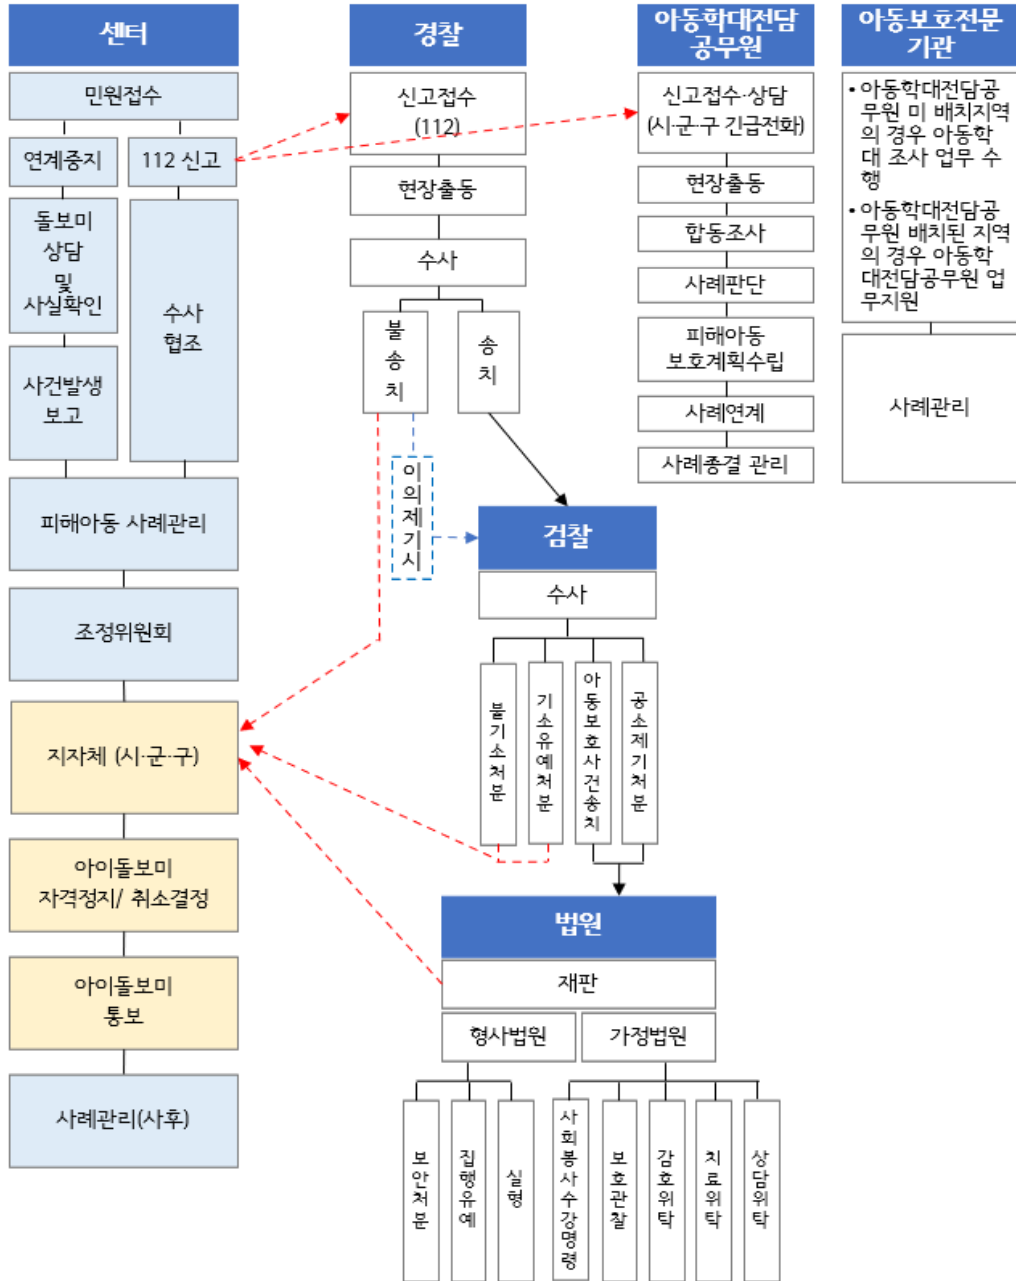 센터
민원접수
연계중지
112 신고
돌보미
상담
및
사실확인
사건발생
보고
수사
협조
피해아동 사례관리
조정위원회
지자체 (시·군·구)
아이돌보미
자격정지/ 취소결정
아이돌보미
통보
사례관리(사후)
경찰
신고접수
(112)
현장출동
수사
불송치
송치
이의제기시
검찰
수사
불기소처분
기소유예처분
아동보호사건송치
공소제기처분
법원
재판
형사법원
가정법원
보안처분
집행유예
실형
사회봉사수강명령
보호관찰
감호위탁
치료위탁
상담위탁
아동학대전담
공무원
신고접수·상담
(시·군·구 긴급전화)
현장출동
합동조사
사례판단
피해아동
보호계획수립
사례연계
사례종결 관리
아동보호전문
기관
• 아동학대전담공
무원 미 배치지역
의 경우 아동학
대 조사 업무 수
행
• 아동학대전담공
무원 배치된 지역
의 경우 아동학
대전담공무원 업
무지원
사례관리